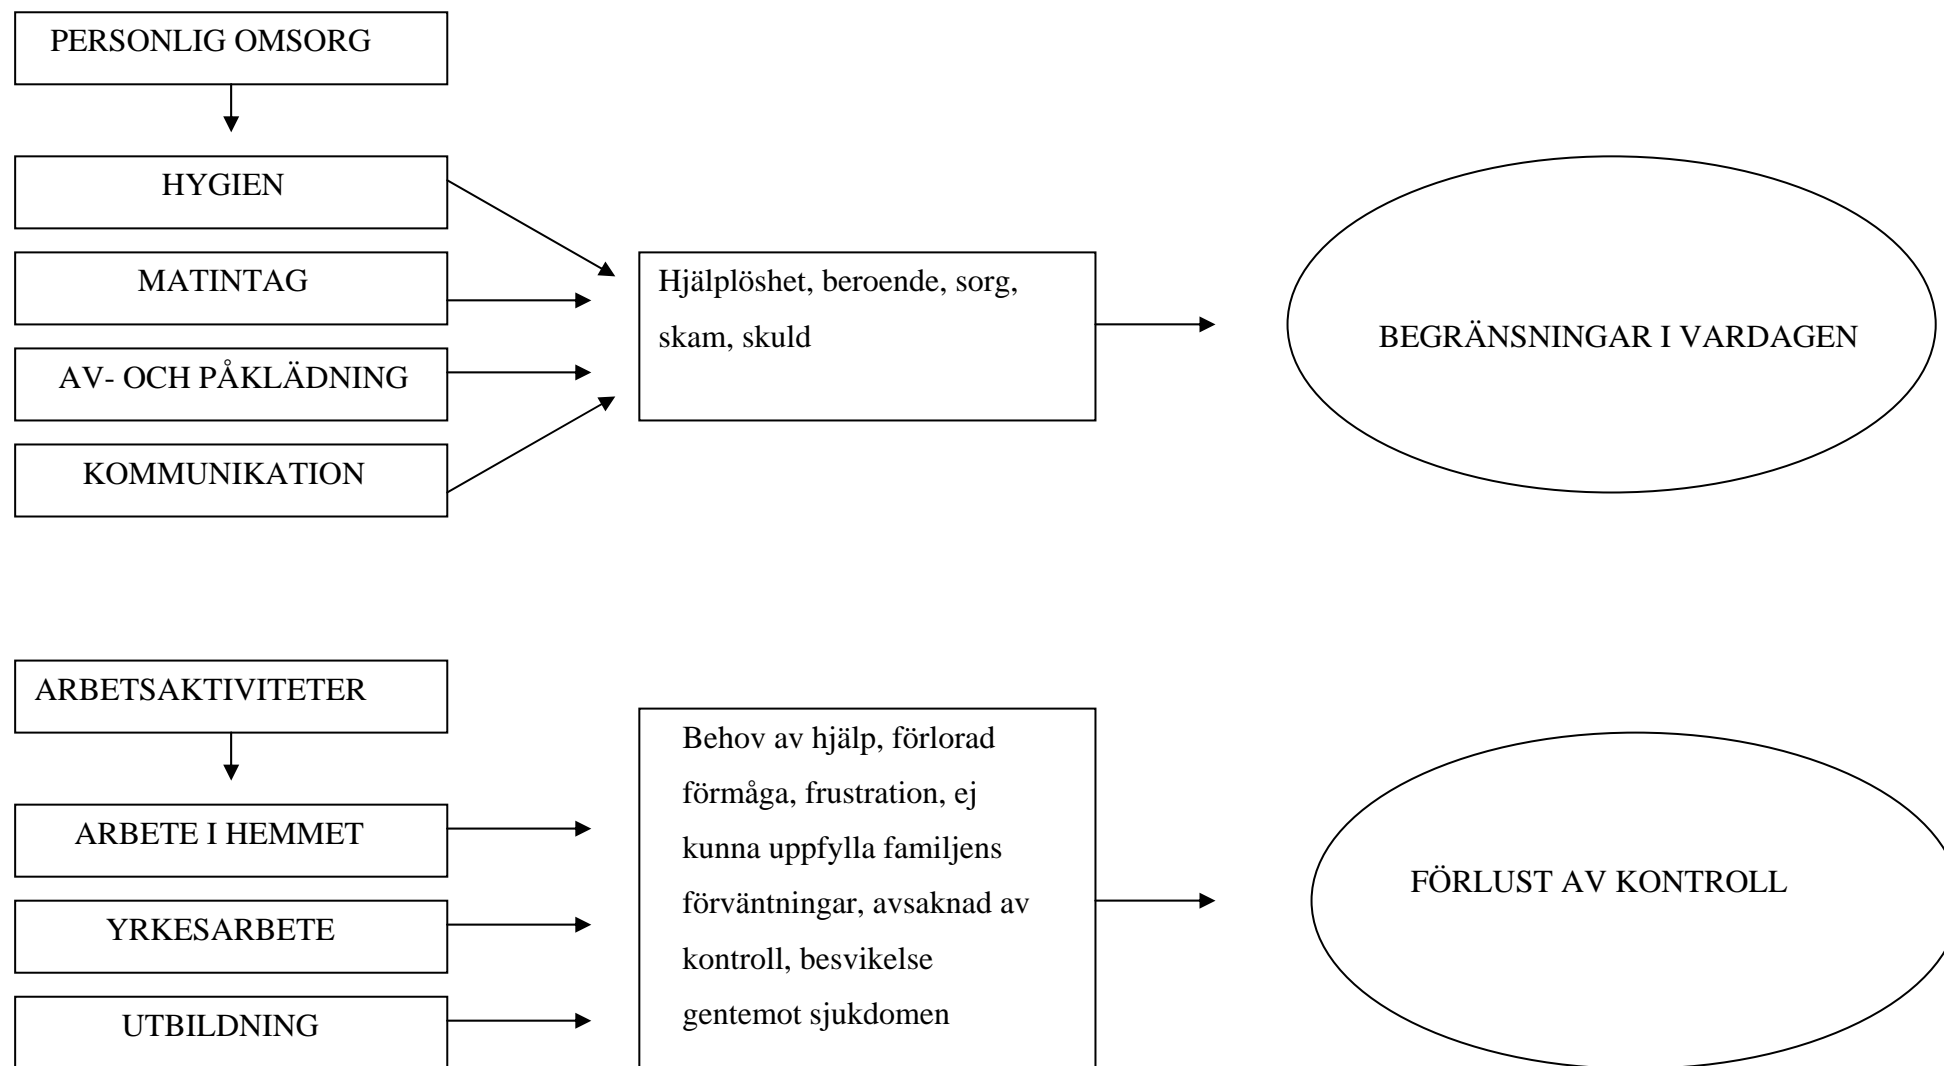 PERSONLIG OMSORG
HYGIEN
MATINTAG
AV- OCH PÅKLÄDNING
KOMMUNIKATION
Hjälplöshet, beroende, sorg,
skam, skuld
BEGRÄNSNINGAR I VARDAGEN
ARBETSAKTIVITETER
ARBETE I HEMMET
YRKESARBETE
UTBILDNING
Behov av hjälp, förlorad
förmåga, frustration, ej
kunna uppfylla familjens
förväntningar, avsaknad av
kontroll, besvikelse
gentemot sjukdomen
FÖRLUST AV KONTROLL